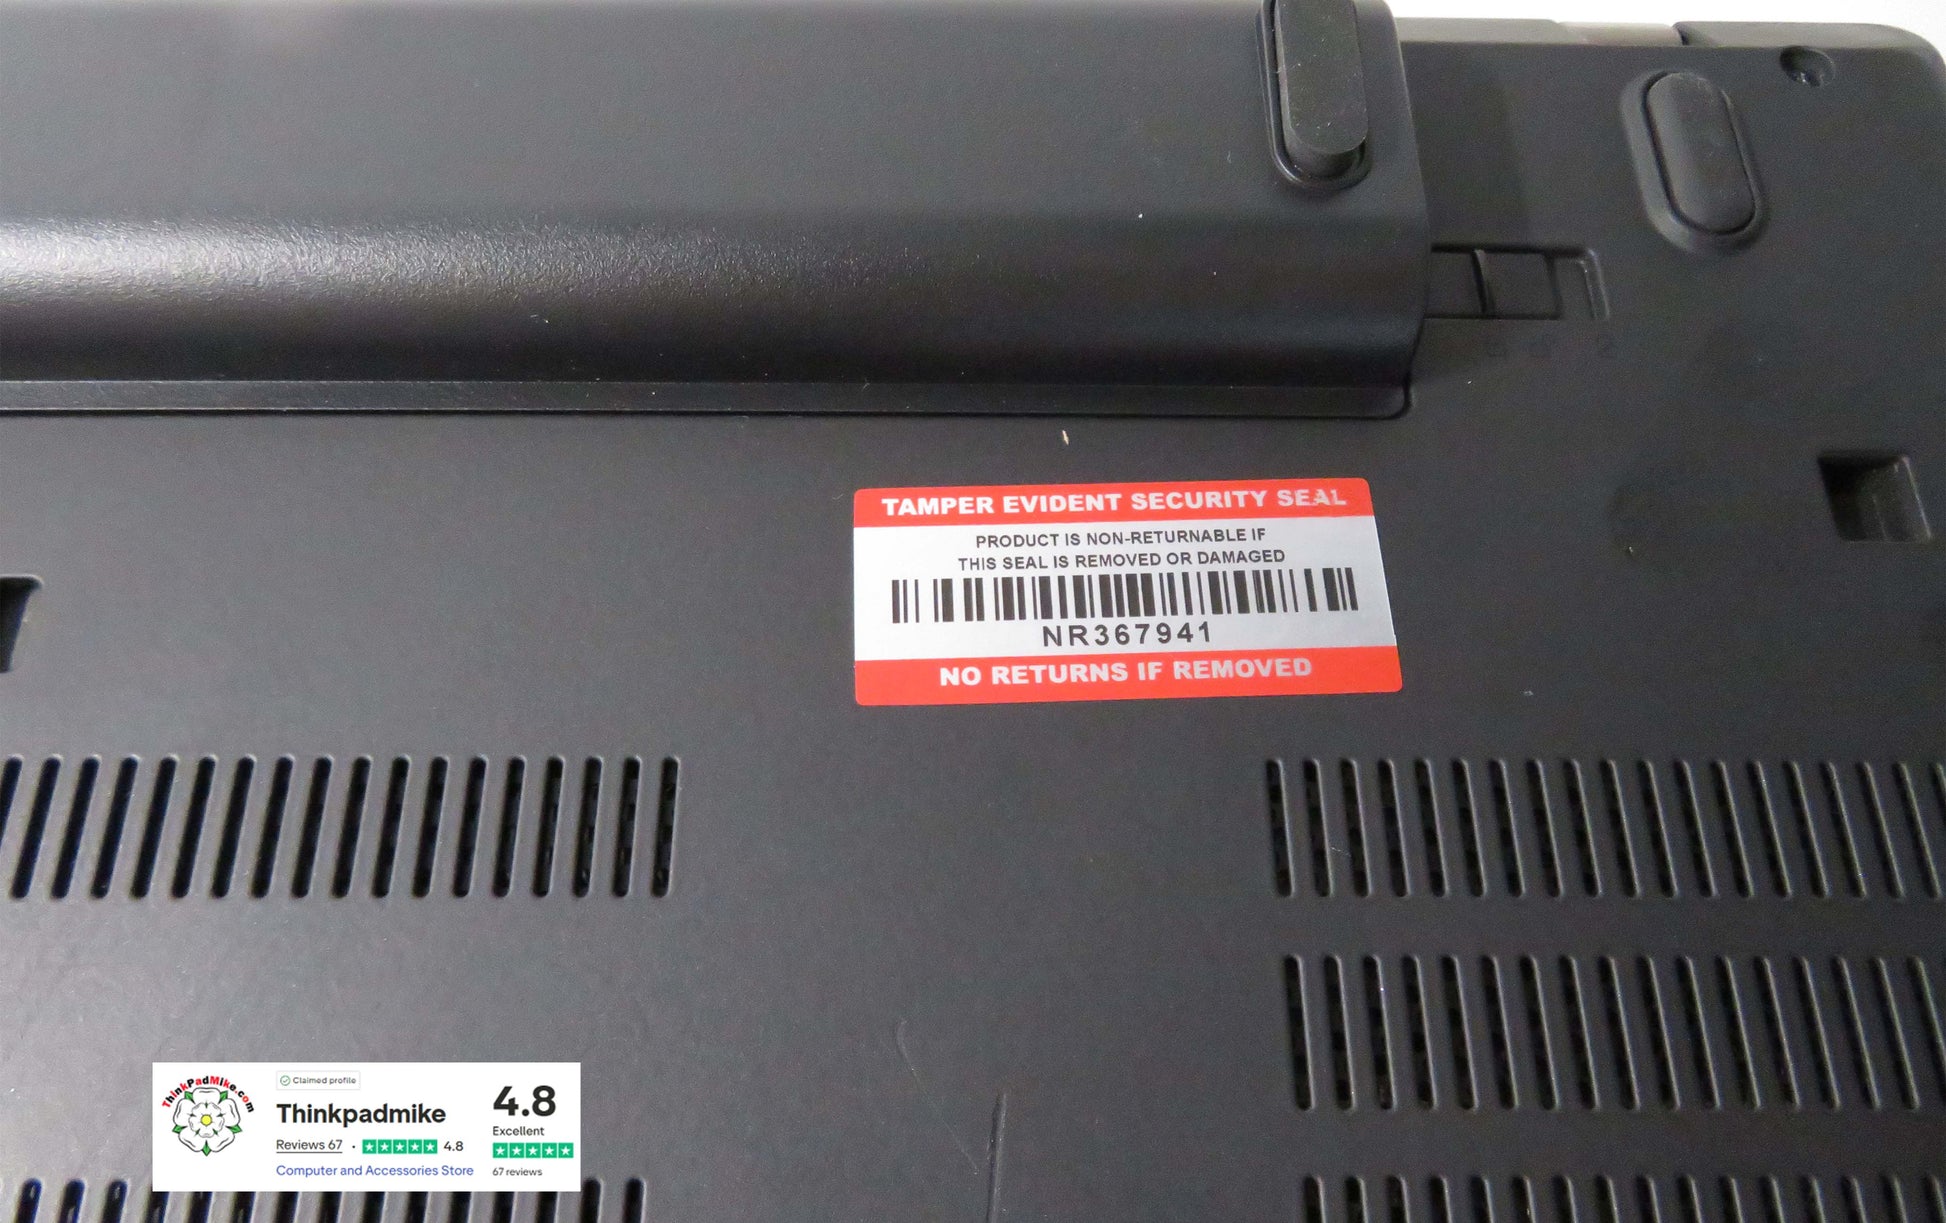 TAMPER EVIDENT SECURITY SEAL
PRODUCT IS NON-RETURNABLE IF
THIS SEAL IS REMOVED OR DAMAGED
NR367941
NO RETURNS IF REMOVED
ThinkPadMike.com
Claimed profile
Thinkpadmike
Reviews 67 · 4.8
Computer and Accessories Store
4.8
Excellent
67 reviews